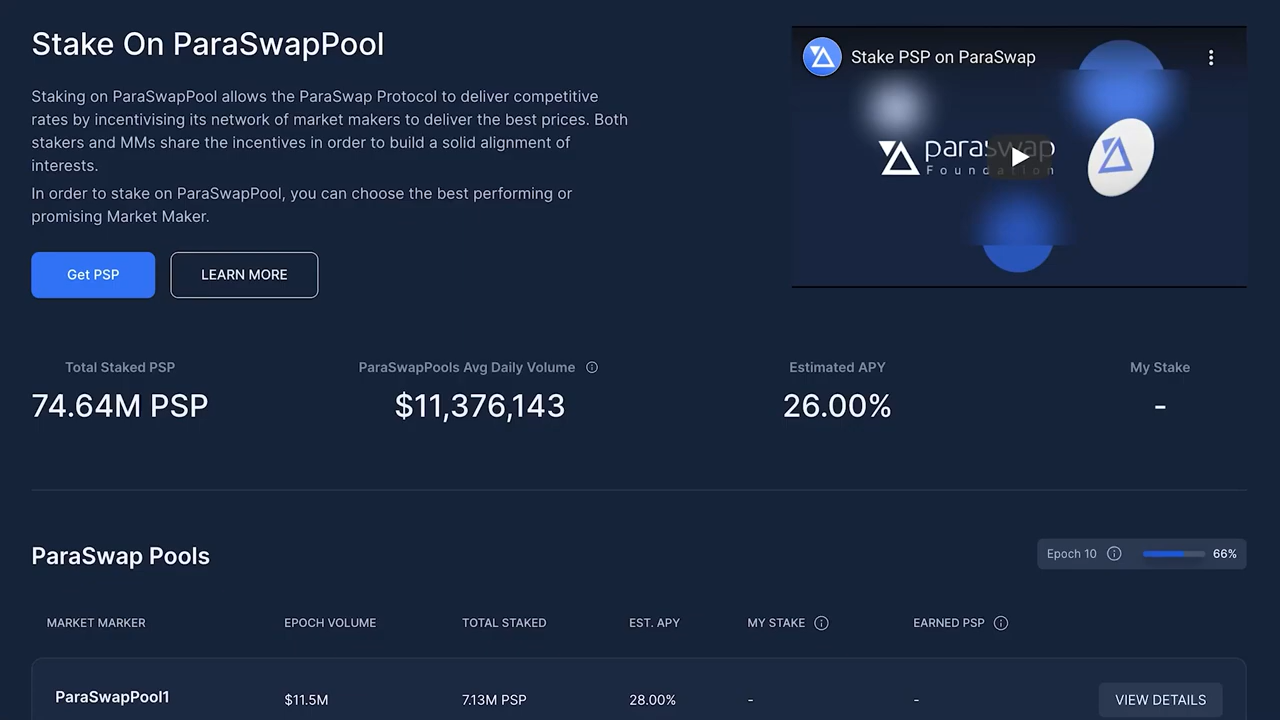 Stake On ParaSwapPool
Staking on ParaSwapPool allows the ParaSwap Protocol to deliver competitive
rates by incentivising its network of market makers to deliver the best prices. Both
stakers and MMs share the incentives in order to build a solid alignment of
interests.
In order to stake on ParaSwapPool, you can choose the best performing or
promising Market Maker.
Get PSP
LEARN MORE
Stake PSP on ParaSwap
paraswap
Foundation
Total Staked PSP
74.64M PSP
ParaSwapPools Avg Daily Volume
$11,376,143
Estimated APY
26.00%
My Stake
-
ParaSwap Pools
Epoch 10
66%
MARKET MARKER
EPOCH VOLUME
TOTAL STAKED
EST. APY
MY STAKE
EARNED PSP
ParaSwapPool1
$11.5M
7.13M PSP
28.00%
-
-
VIEW DETAILS